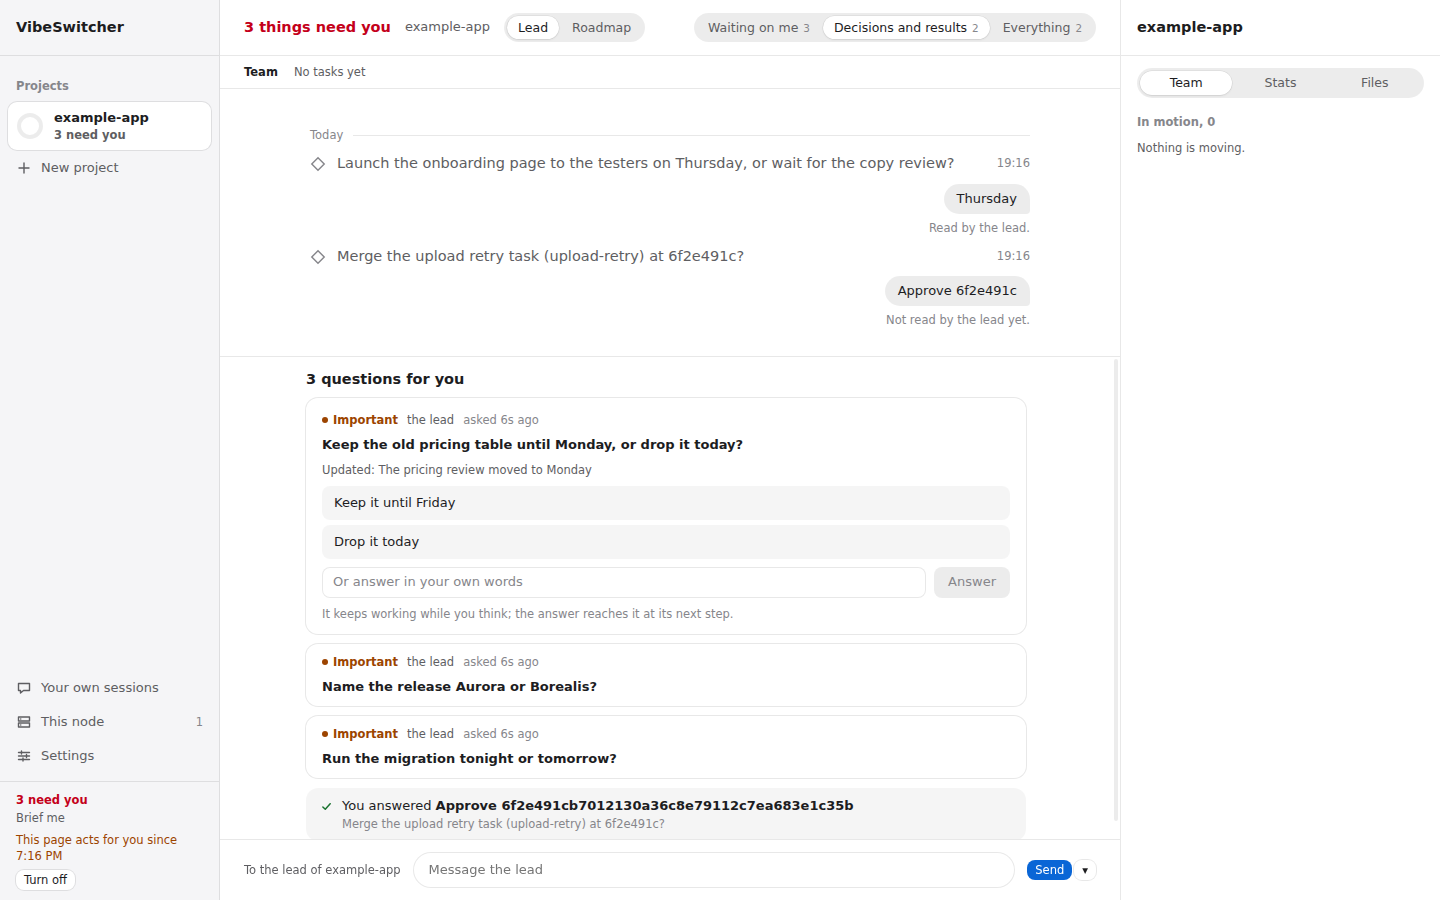 VibeSwitcher
Projects
example-app
3 need you
New project
Your own sessions
This node 1
Settings
3 need you
Brief me
This page acts for you since
7:16 PM
Turn off
3 things need you example-app Lead Roadmap Waiting on me 3 Decisions and results 2 Everything 2
Team No tasks yet
Today
Launch the onboarding page to the testers on Thursday, or wait for the copy review? 19:16
Thursday
Read by the lead.
Merge the upload retry task (upload-retry) at 6f2e491c? 19:16
Approve 6f2e491c
Not read by the lead yet.
3 questions for you
Important the lead asked 6s ago
Keep the old pricing table until Monday, or drop it today?
Updated: The pricing review moved to Monday
Keep it until Friday
Drop it today
Or answer in your own words Answer
It keeps working while you think; the answer reaches it at its next step.
Important the lead asked 6s ago
Name the release Aurora or Borealis?
Important the lead asked 6s ago
Run the migration tonight or tomorrow?
You answered Approve 6f2e491cb7012130a36c8e79112c7ea683e1c35b
Merge the upload retry task (upload-retry) at 6f2e491c?
To the lead of example-app Message the lead Send
example-app
Team Stats Files
In motion, 0
Nothing is moving.